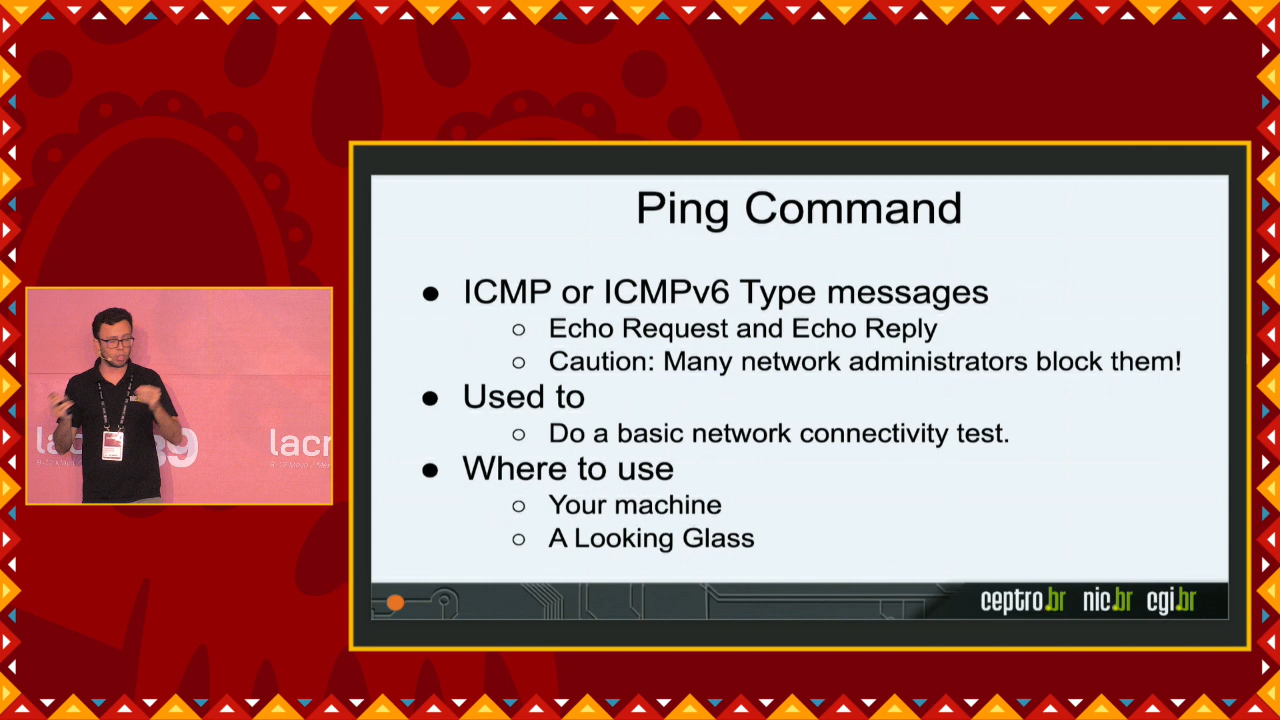 Ping Command
● ICMP or ICMPv6 Type messages
○ Echo Request and Echo Reply
○ Caution: Many network administrators block them!
● Used to
○ Do a basic network connectivity test.
● Where to use
○ Your machine
○ A Looking Glass
ceptro.br nic.br cgi.br